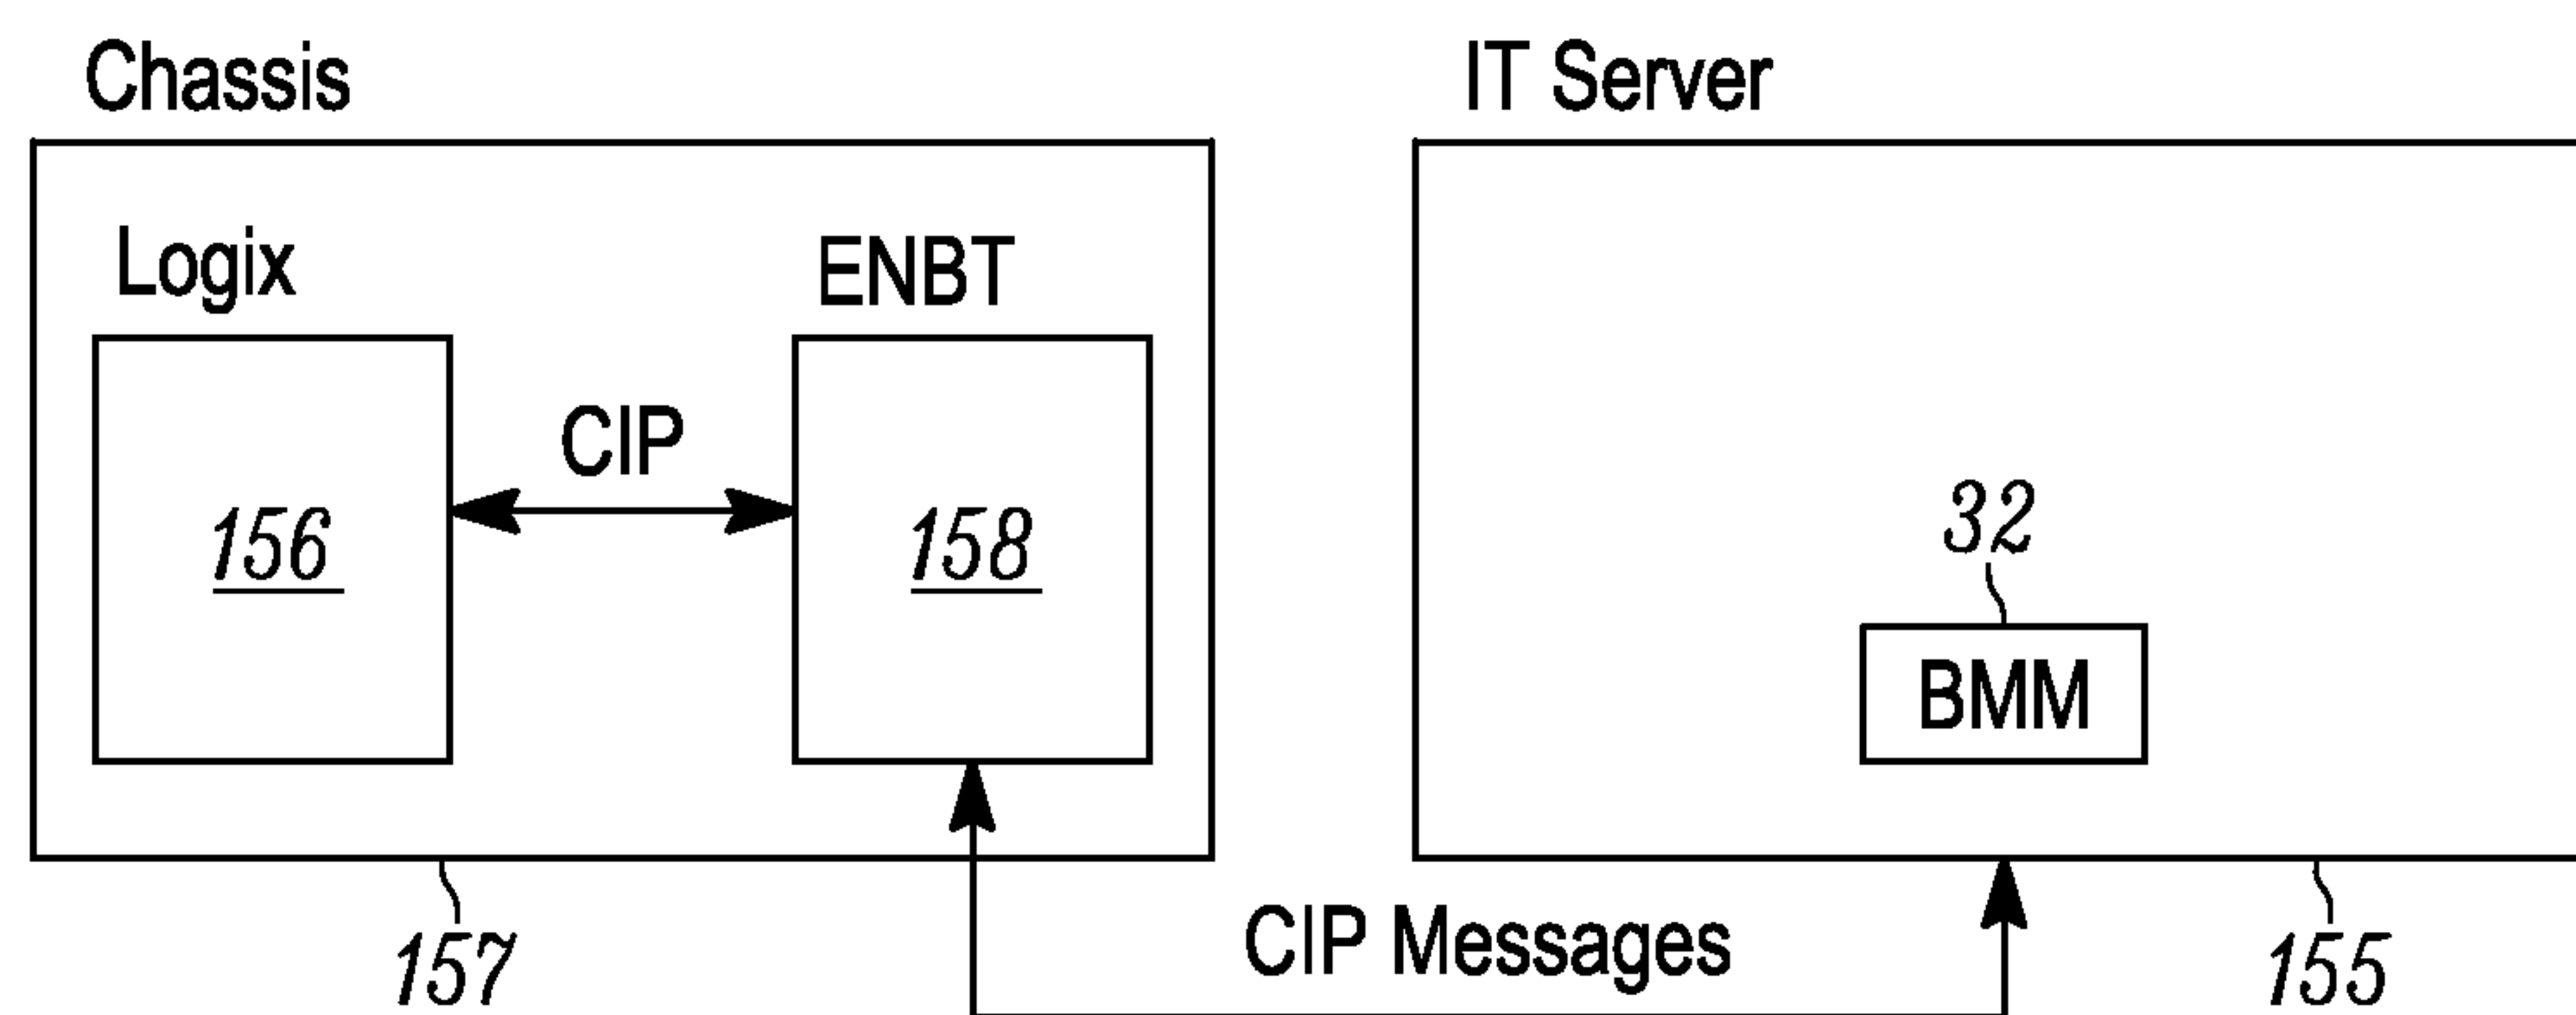 Chassis
IT Server
Logix
ENBT
CIP
156
158
32
BMM
CIP Messages
157
155